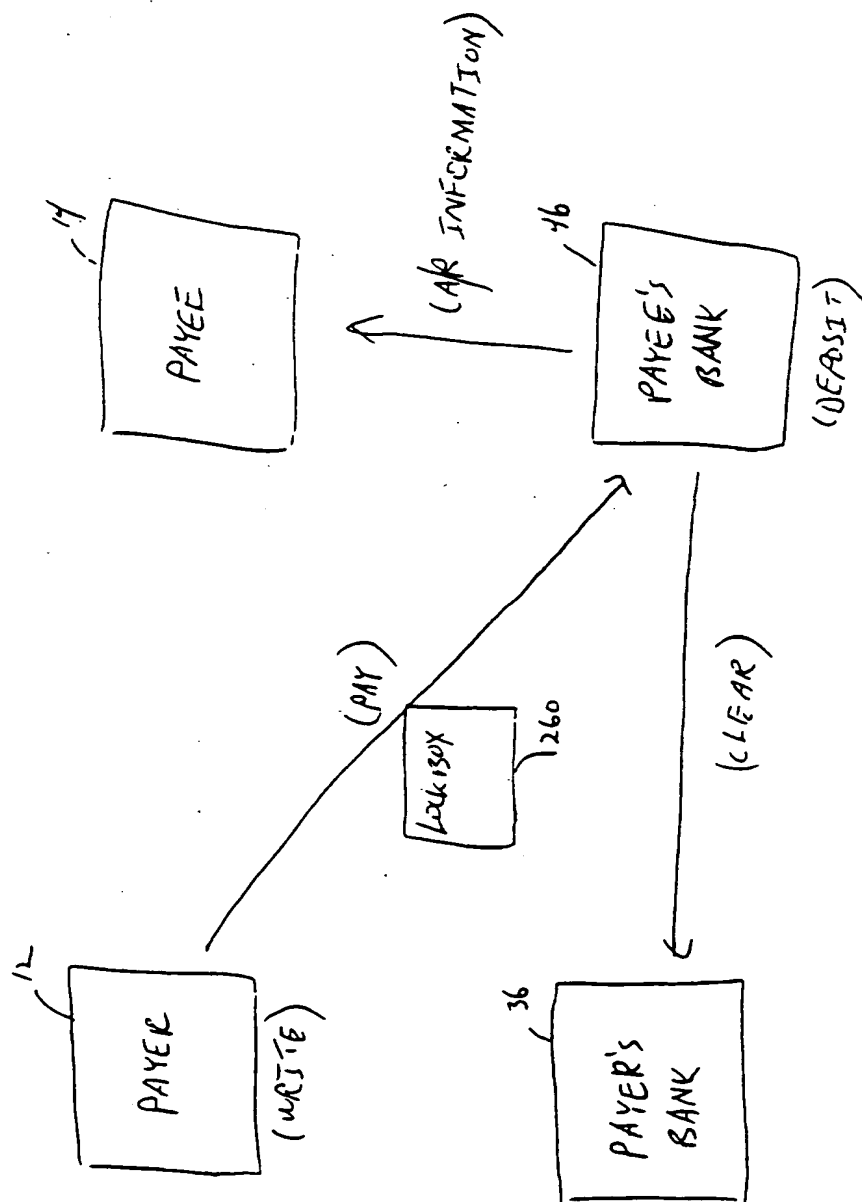 12
PAYER
(WRITE)
(PAY)
LOCKBOX
260
14
PAYEE
(A/R INFORMATION)
36
PAYER'S
BANK
(CLEAR)
46
PAYEE'S
BANK
(DEPOSIT)